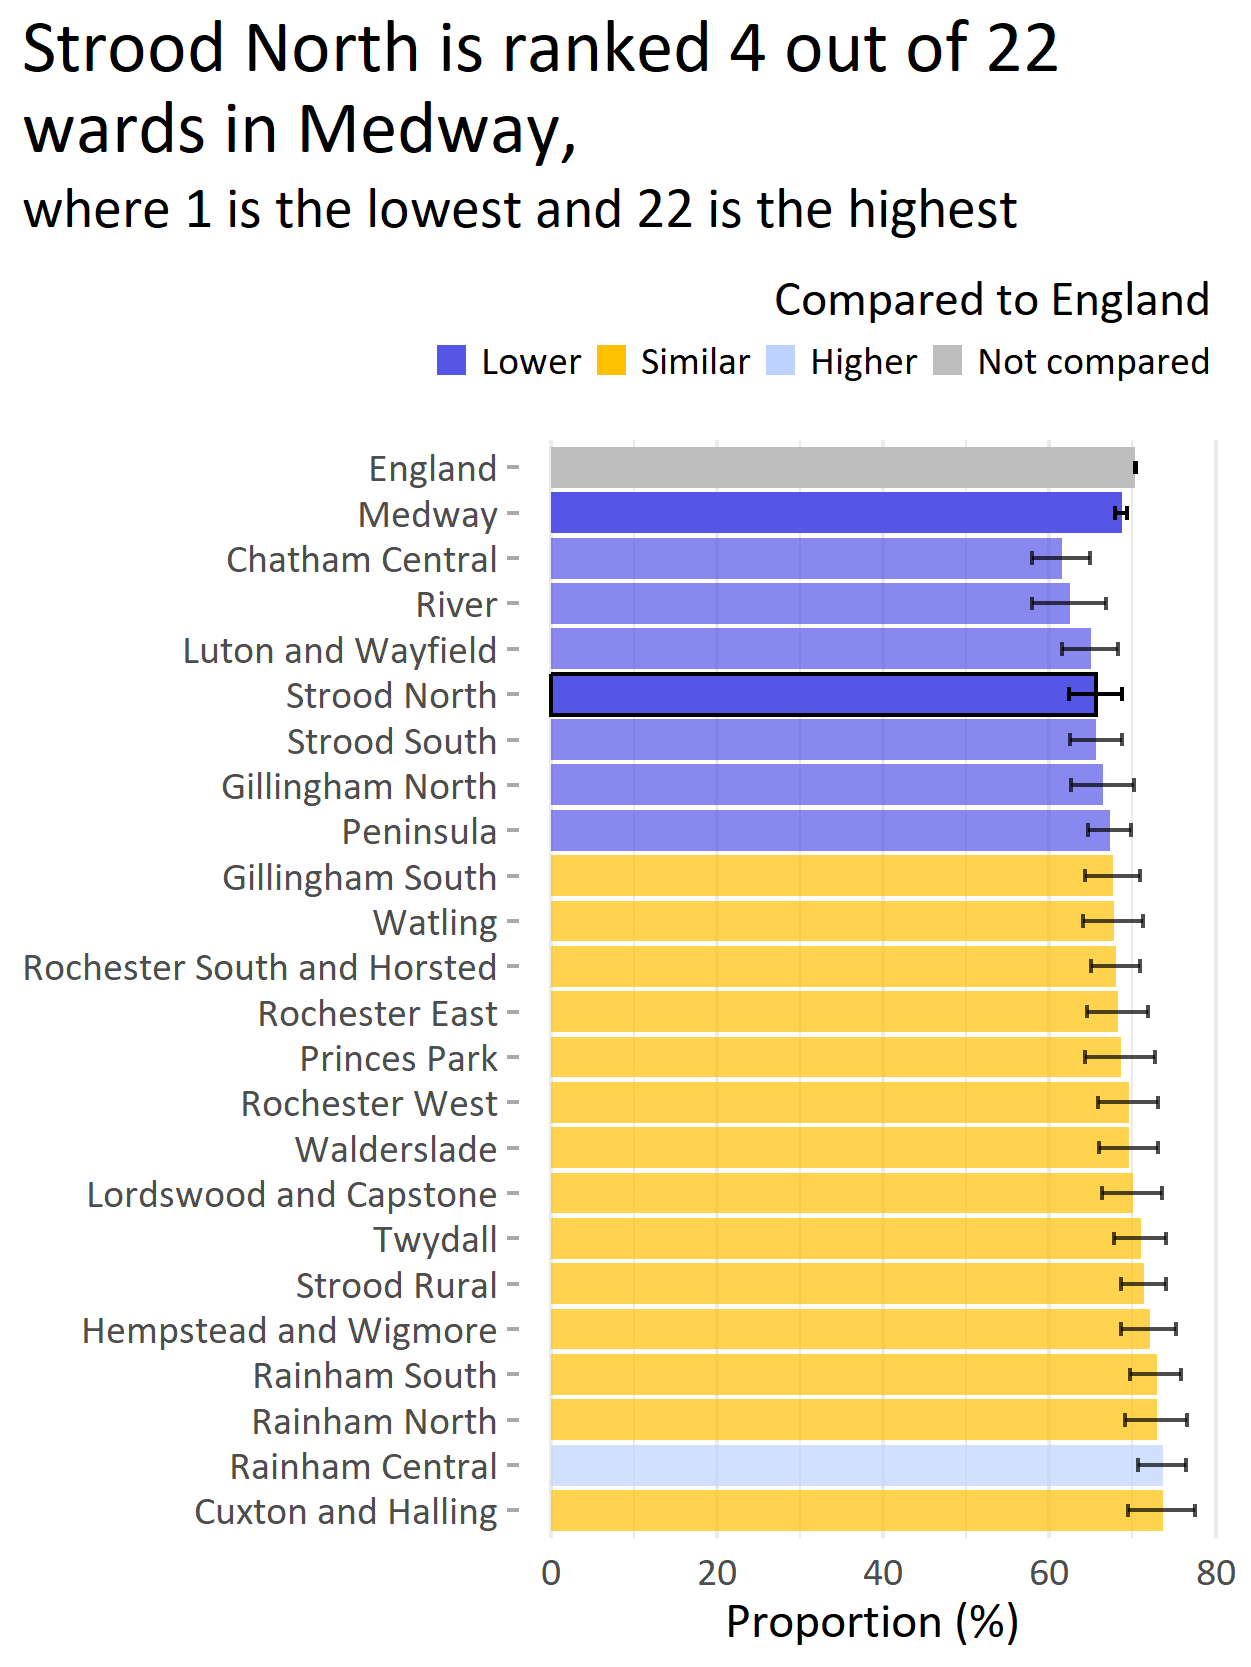 Strood North is ranked 4 out of 22
wards in Medway,
where 1 is the lowest and 22 is the highest
Compared to England
Lower Similar Higher Not compared
England
Medway
Chatham Central
River
Luton and Wayfield
Strood North
Strood South
Gillingham North
Peninsula
Gillingham South
Watling
Rochester South and Horsted
Rochester East
Princes Park
Rochester West
Walderslade
Lordswood and Capstone
Twydall
Strood Rural
Hempstead and Wigmore
Rainham South
Rainham North
Rainham Central
Cuxton and Halling
0 20 40 60 80
Proportion (%)